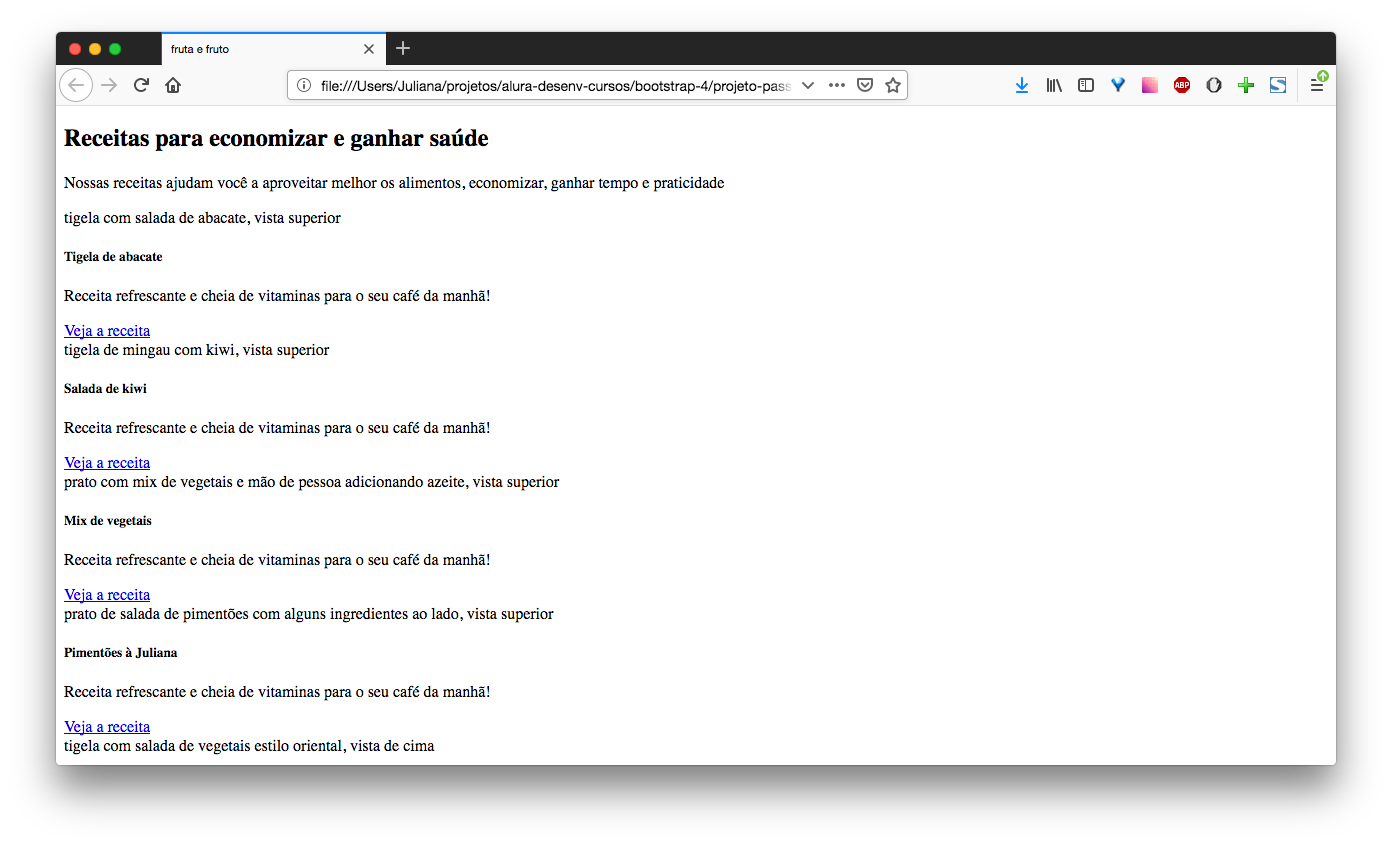 fruta e fruto
file:///Users/Juliana/projetos/alura-desenv-cursos/bootstrap-4/projeto-pass
ABP
Receitas para economizar e ganhar saúde
Nossas receitas ajudam você a aproveitar melhor os alimentos, economizar, ganhar tempo e praticidade
tigela com salada de abacate, vista superior
Tigela de abacate
Receita refrescante e cheia de vitaminas para o seu café da manhã!
Veja a receita
tigela de mingau com kiwi, vista superior
Salada de kiwi
Receita refrescante e cheia de vitaminas para o seu café da manhã!
Veja a receita
prato com mix de vegetais e mão de pessoa adicionando azeite, vista superior
Mix de vegetais
Receita refrescante e cheia de vitaminas para o seu café da manhã!
Veja a receita
prato de salada de pimentões com alguns ingredientes ao lado, vista superior
Pimentões à Juliana
Receita refrescante e cheia de vitaminas para o seu café da manhã!
Veja a receita
tigela com salada de vegetais estilo oriental, vista de cima